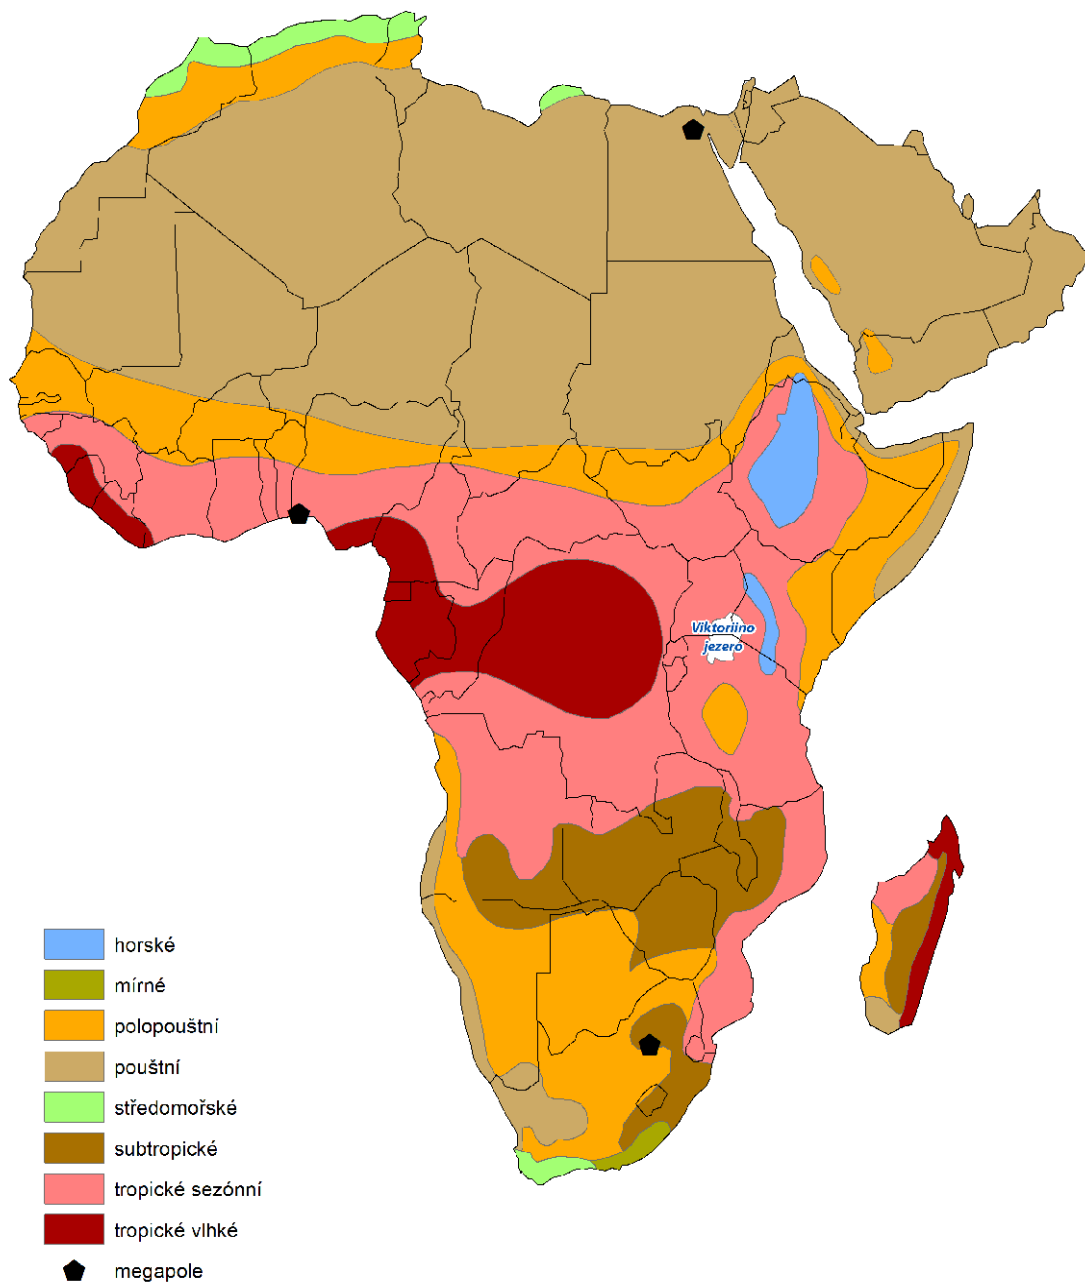 Viktoriino
jezero
horské
mírné
polopouštní
pouštní
středomořské
subtropické
tropické sezónní
tropické vlhké
megapole